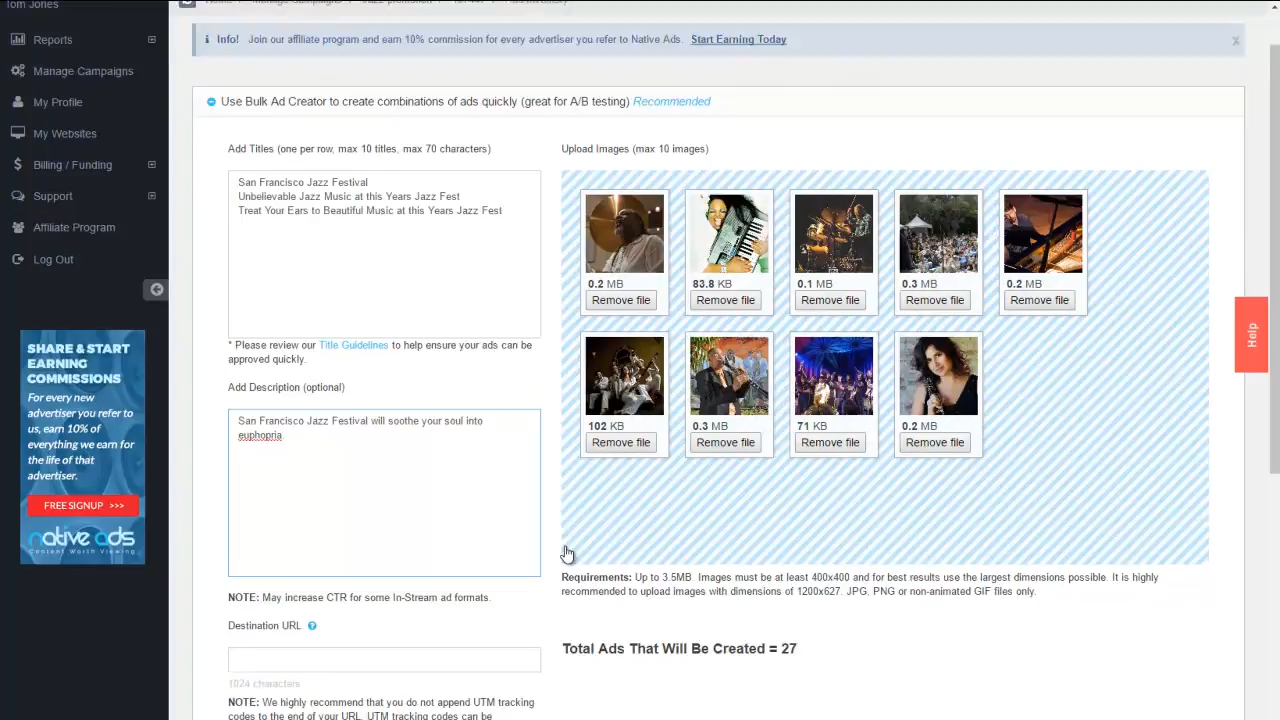 Tom Jones
Reports
Manage Campaigns
My Profile
My Websites
$ Billing / Funding
Support
Affiliate Program
Log Out
SHARE & START
EARNING
COMMISSIONS
For every new
advertiser you refer to
us, earn 10% of
everything we earn for
the life of that
advertiser.
FREE SIGNUP >>>
native ads
Content Worth Viewing
i Info! Join our affiliate program and earn 10% commission for every advertiser you refer to Native Ads. Start Earning Today x
Use Bulk Ad Creator to create combinations of ads quickly (great for A/B testing) Recommended
Add Titles (one per row, max 10 titles, max 70 characters)
San Francisco Jazz Festival
Unbelievable Jazz Music at this Years Jazz Fest
Treat Your Ears to Beautiful Music at this Years Jazz Fest
* Please review our Title Guidelines to help ensure your ads can be
approved quickly.
Add Description (optional)
San Francisco Jazz Festival will soothe your soul into
euphopria
NOTE: May increase CTR for some In-Stream ad formats.
Destination URL ?
1024 characters
NOTE: We highly recommend that you do not append UTM tracking
codes to the end of your URL. UTM tracking codes can be
Upload Images (max 10 images)
0.2 MB 83.8 KB 0.1 MB 0.3 MB 0.2 MB
Remove file Remove file Remove file Remove file Remove file
102 KB 0.3 MB 71 KB 0.2 MB
Remove file Remove file Remove file Remove file
Requirements: Up to 3.5MB. Images must be at least 400x400 and for best results use the largest dimensions possible. It is highly
recommended to upload images with dimensions of 1200x627. JPG, PNG or non-animated GIF files only.
Total Ads That Will Be Created = 27
Help